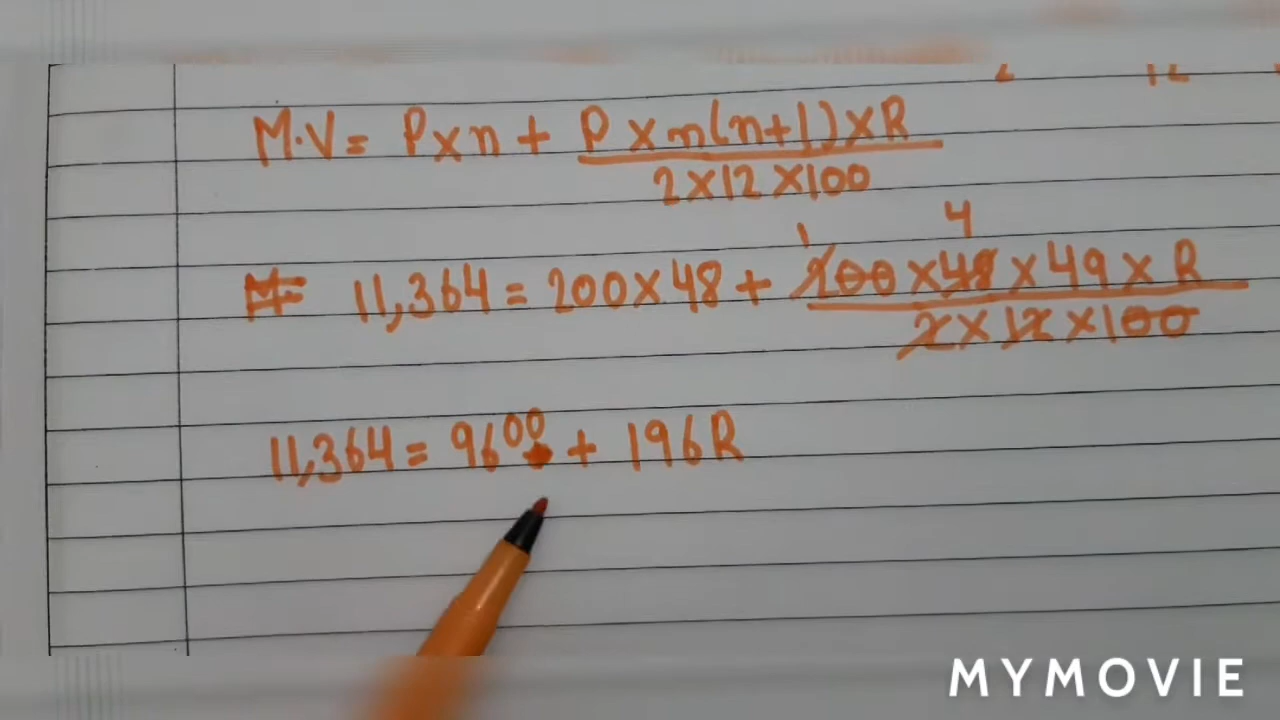 M.V = P x n + P x n(n+1) x R
2 x 12 x 100
1 4
11,364 = 200 x 48 + 200 x 48 x 49 x R
2 x 12 x 100
11,364 = 9600 + 196R
MYMOVIE